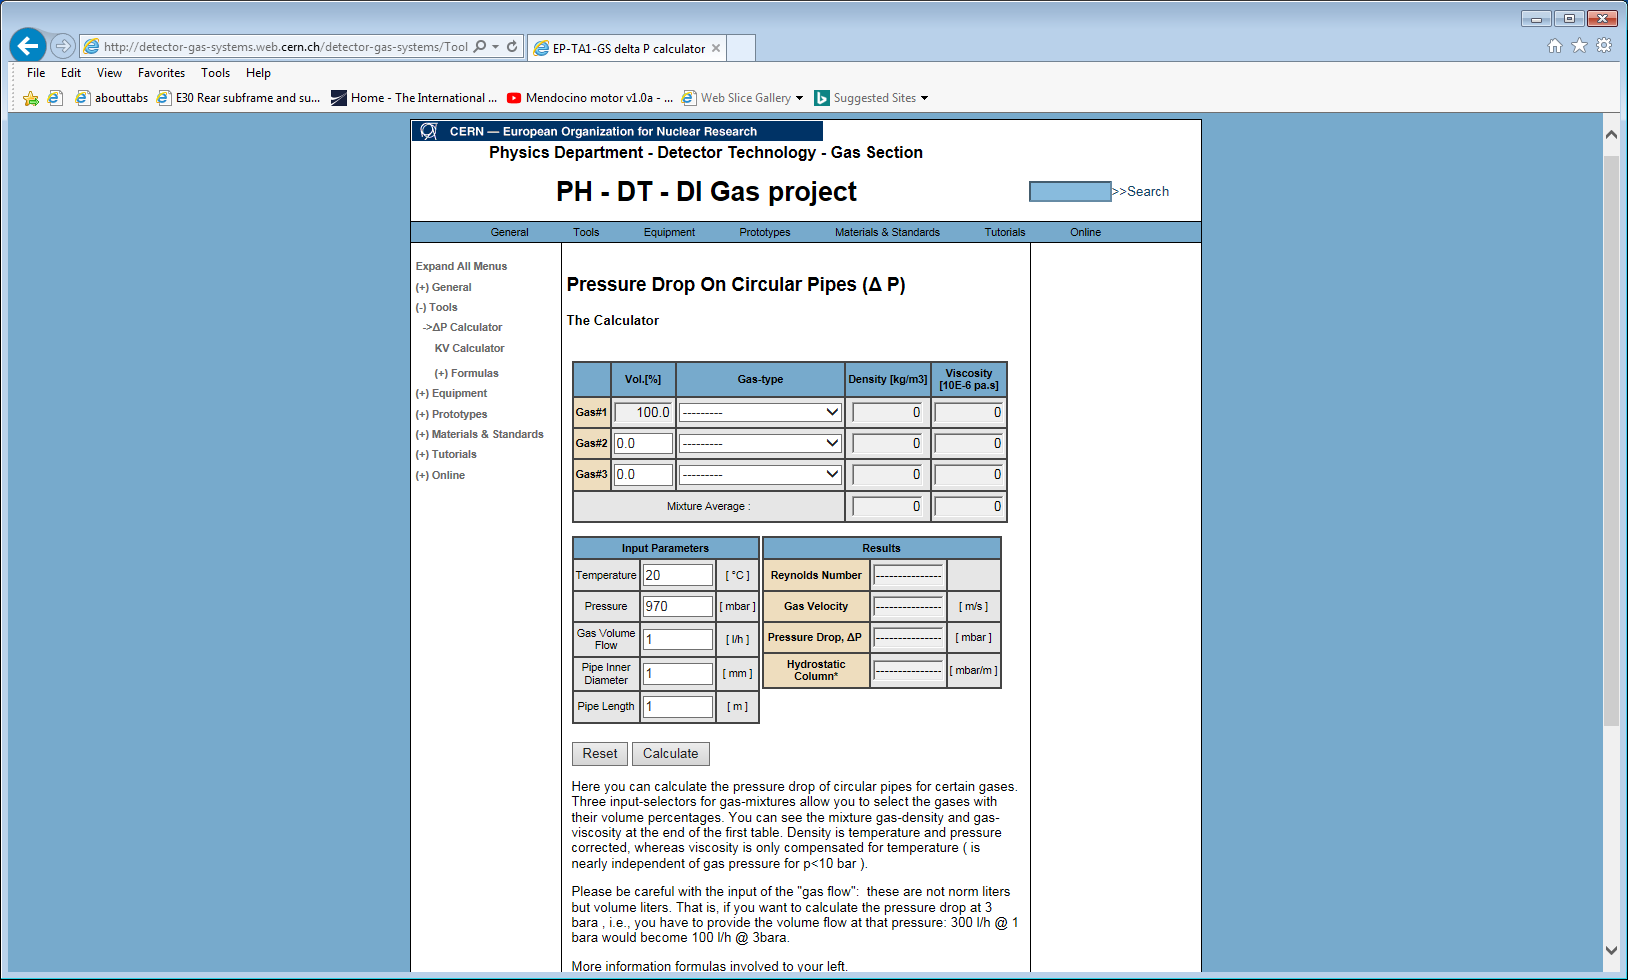 http://detector-gas-systems.web.cern.ch/detector-gas-systems/Tool
EP-TA1-GS delta P calculator
File Edit View Favorites Tools Help
abouttabs E30 Rear subframe and su... Home - The International ... Mendocino motor v1.0a - ... Web Slice Gallery Suggested Sites
CERN — European Organization for Nuclear Research
Physics Department - Detector Technology - Gas Section
PH - DT - DI Gas project
>>Search
General Tools Equipment Prototypes Materials & Standards Tutorials Online
Expand All Menus
(+) General
(-) Tools
->ΔP Calculator
KV Calculator
(+) Formulas
(+) Equipment
(+) Prototypes
(+) Materials & Standards
(+) Tutorials
(+) Online
Pressure Drop On Circular Pipes (Δ P)
The Calculator
Vol.[%] Gas-type Density [kg/m3] Viscosity [10E-6 pa.s]
Gas#1 100.0 --------- 0 0
Gas#2 0.0 --------- 0 0
Gas#3 0.0 --------- 0 0
Mixture Average : 0 0
Input Parameters
Temperature 20 [ °C ]
Pressure 970 [ mbar ]
Gas Volume Flow 1 [ l/h ]
Pipe Inner Diameter 1 [ mm ]
Pipe Length 1 [ m ]
Results
Reynolds Number ---------------
Gas Velocity --------------- [ m/s ]
Pressure Drop, ΔP --------------- [ mbar ]
Hydrostatic Column* --------------- [ mbar/m ]
Reset Calculate
Here you can calculate the pressure drop of circular pipes for certain gases.
Three input-selectors for gas-mixtures allow you to select the gases with
their volume percentages. You can see the mixture gas-density and gas-
viscosity at the end of the first table. Density is temperature and pressure
corrected, whereas viscosity is only compensated for temperature ( is
nearly independent of gas pressure for p<10 bar ).
Please be careful with the input of the "gas flow": these are not norm liters
but volume liters. That is, if you want to calculate the pressure drop at 3
bara , i.e., you have to provide the volume flow at that pressure: 300 l/h @ 1
bara would become 100 l/h @ 3bara.
More information formulas involved to your left.